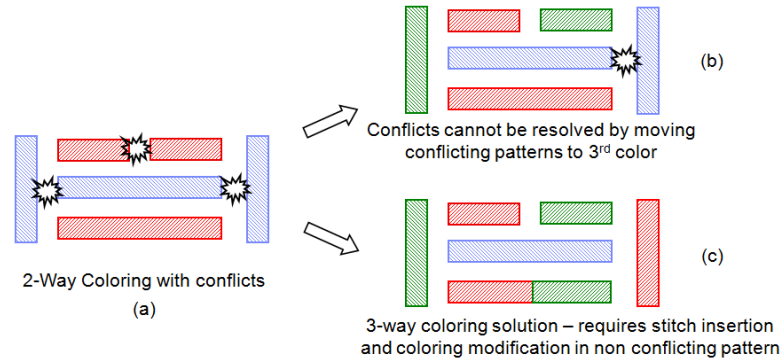 (b)
Conflicts cannot be resolved by moving
conflicting patterns to 3rd color
2-Way Coloring with conflicts
(a)
(c)
3-way coloring solution – requires stitch insertion
and coloring modification in non conflicting pattern